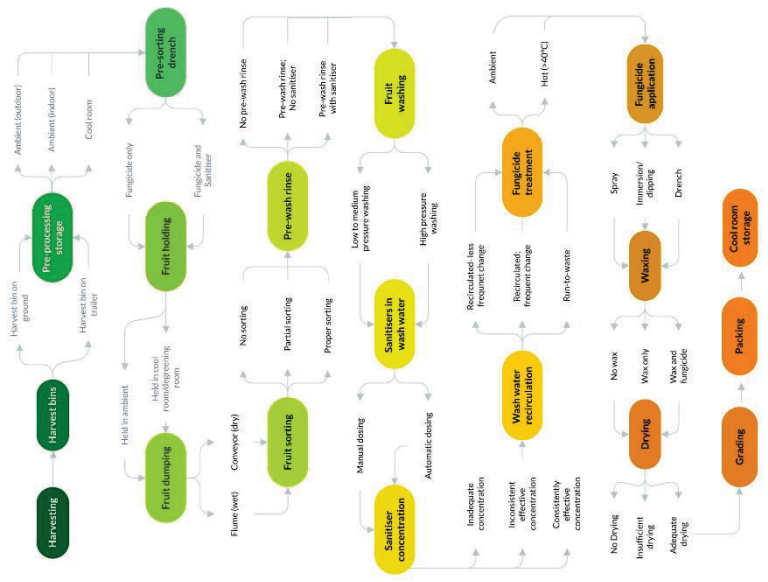 Harvesting
Harvest bins
Harvest bin on
ground
Harvest bin on
trailer
Pre-processing
storage
Ambient (outdoor)
Ambient (indoor)
Cool room
Pre-sorting
drench
Fungicide only
Fungicide and
Sanitiser
Fruit holding
Held in ambient
Held in cool
room/degreening
room
Fruit dumping
Flume (wet)
Conveyor (dry)
Fruit sorting
No sorting
Partial sorting
Proper sorting
Pre-wash rinse
No pre-wash rinse
Pre-wash rinse;
No sanitiser
Pre-wash rinse
with sanitiser
Fruit
washing
Low to medium
pressure washing
High pressure
washing
Sanitisers in
wash water
Manual dosing
Automatic dosing
Sanitiser
concentration
Inadequate
concentration
Inconsistent
effective
concentration
Consistently
effective
concentration
Wash water
recirculation
Recirculated-less
frequnet change
Recirculated;
frequent change
Run-to-waste
Fungicide
treatment
Ambient
Hot (>40°C)
Fungicide
application
Spray
Immersion/
dipping
Drench
Waxing
No wax
Wax only
Wax and
fungicide
Drying
No Drying
Insufficient
drying
Adequate
drying
Grading
Packing
Cool room
storage